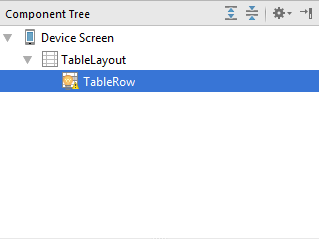 Component Tree
Device Screen
TableLayout
TableRow